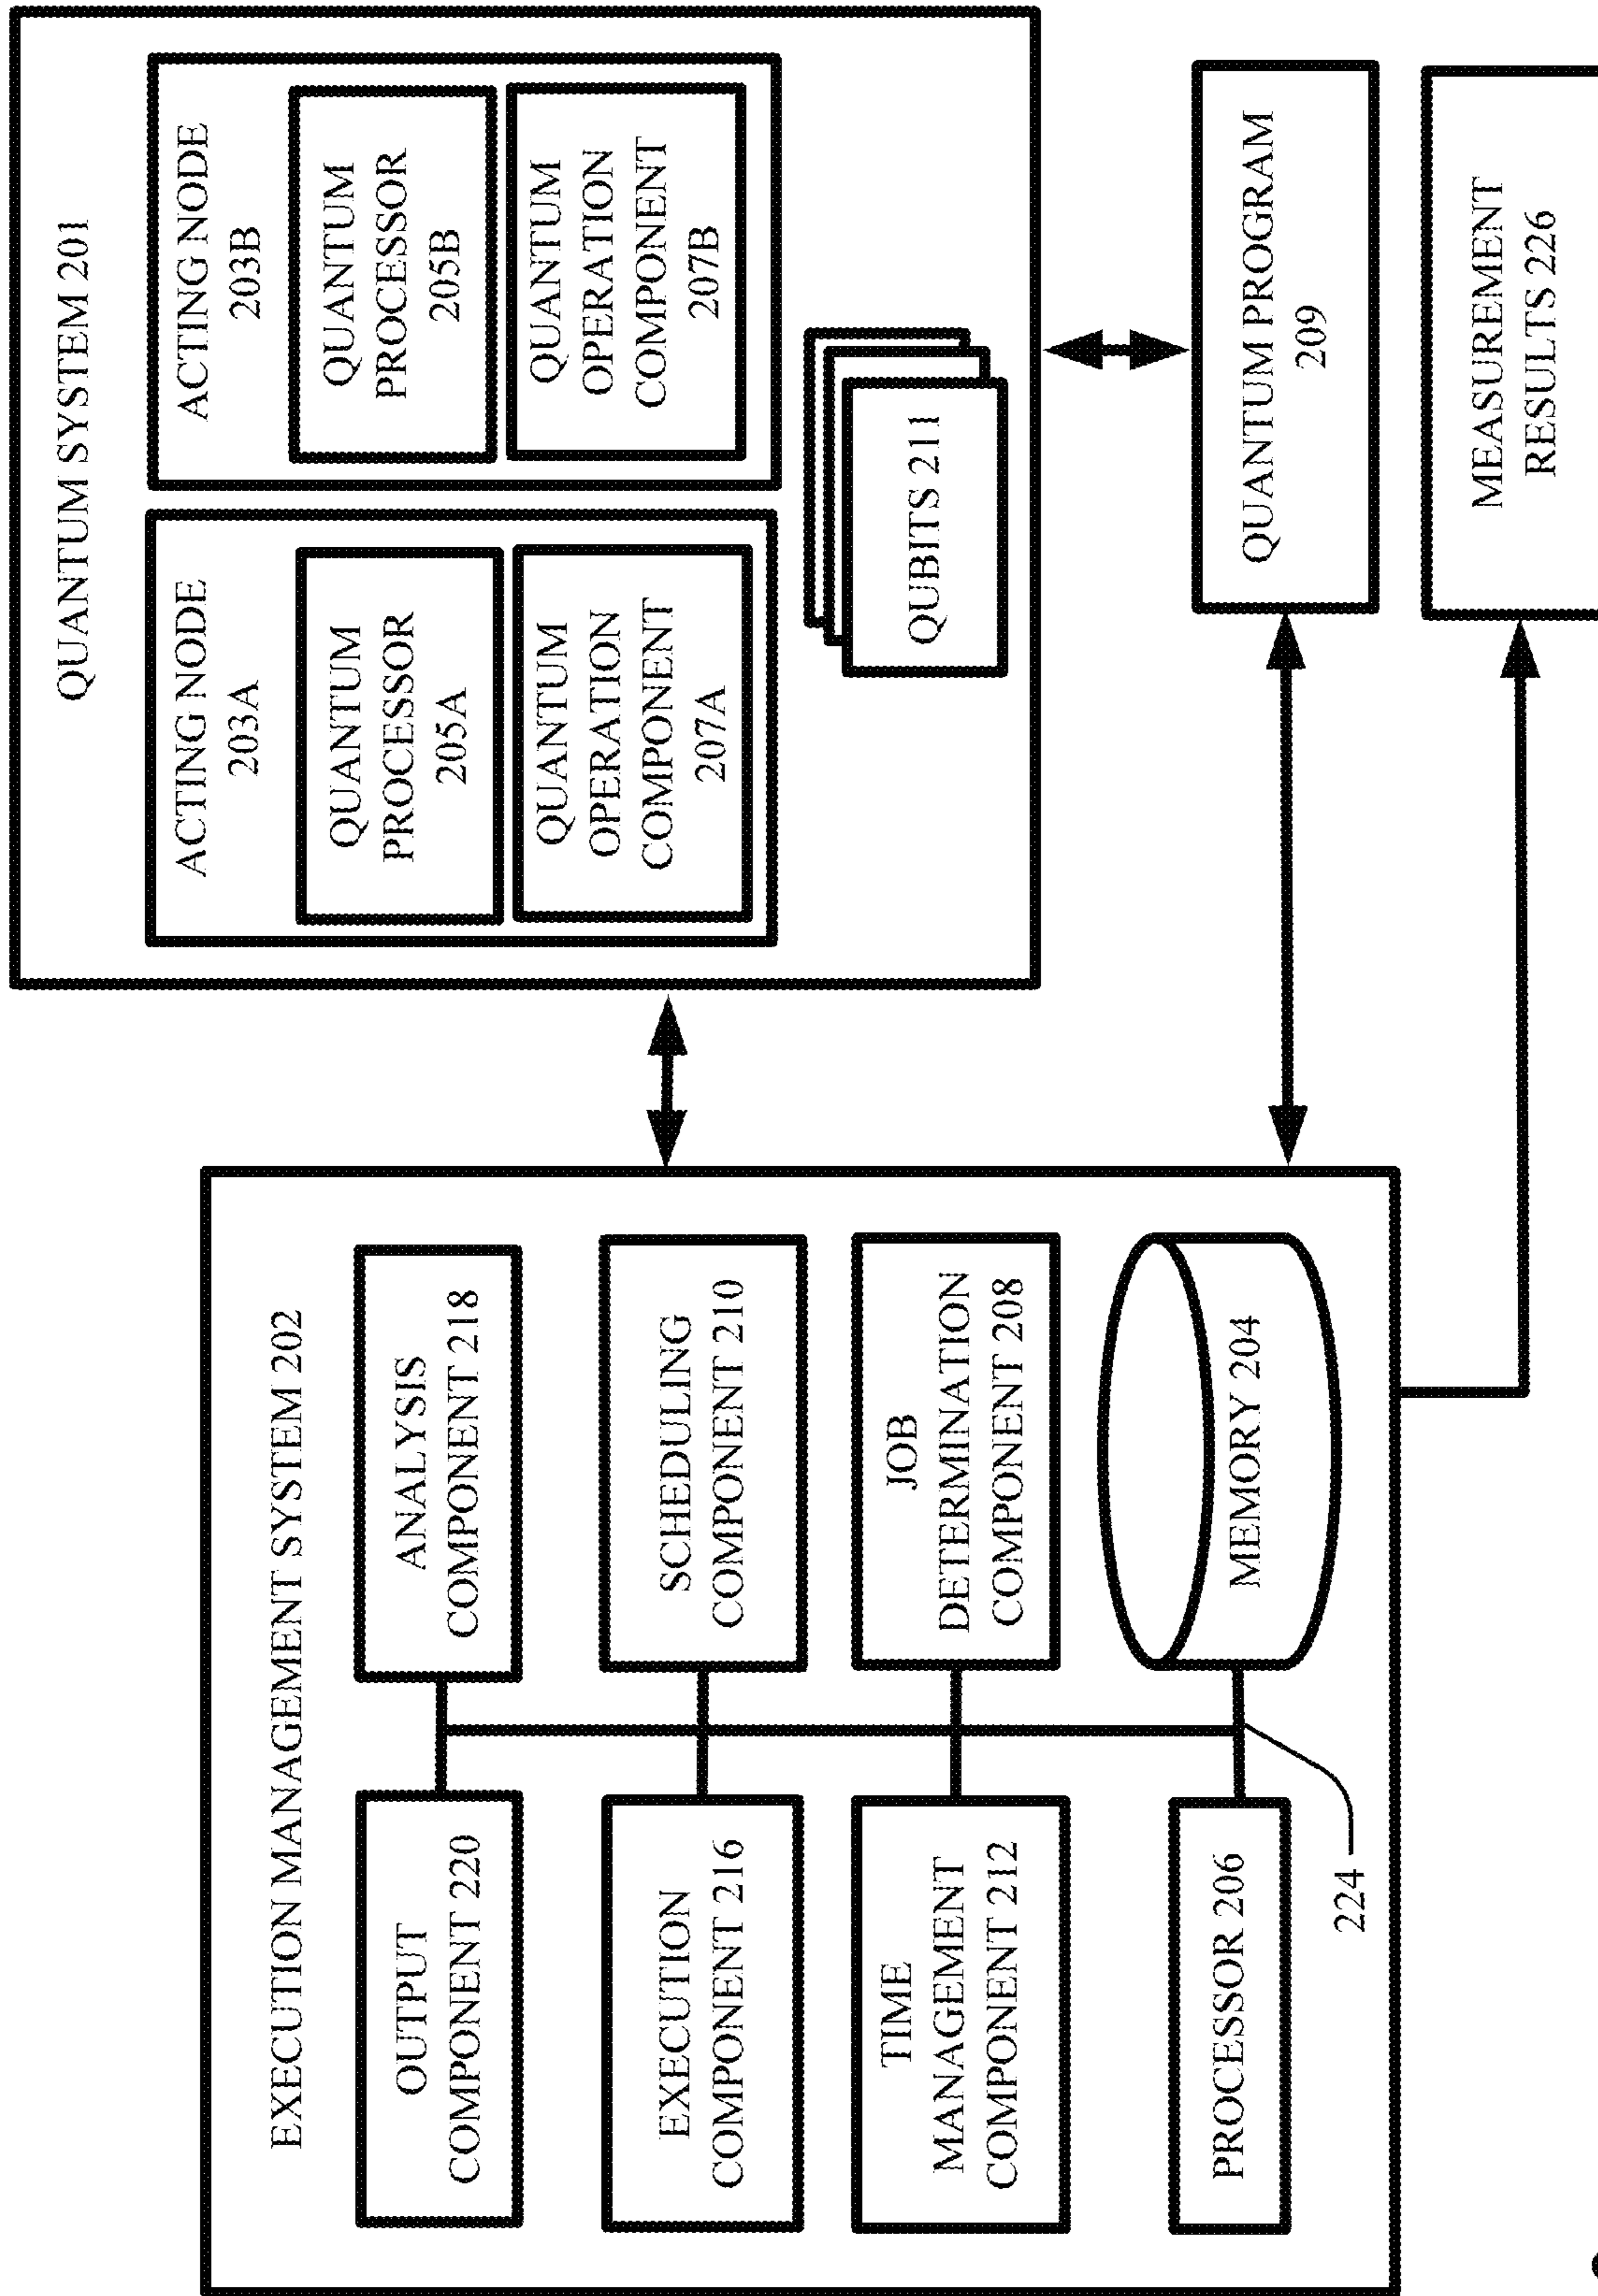 EXECUTION MANAGEMENT SYSTEM 202
OUTPUT
COMPONENT 220
ANALYSIS
COMPONENT 218
EXECUTION
COMPONENT 216
SCHEDULING
COMPONENT 210
TIME
MANAGEMENT
COMPONENT 212
JOB
DETERMINATION
COMPONENT 208
PROCESSOR 206
MEMORY 204
224
QUANTUM SYSTEM 201
ACTING NODE
203A
QUANTUM
PROCESSOR
205A
QUANTUM
OPERATION
COMPONENT
207A
ACTING NODE
203B
QUANTUM
PROCESSOR
205B
QUANTUM
OPERATION
COMPONENT
207B
QUBITS 211
QUANTUM PROGRAM
209
MEASUREMENT
RESULTS 226